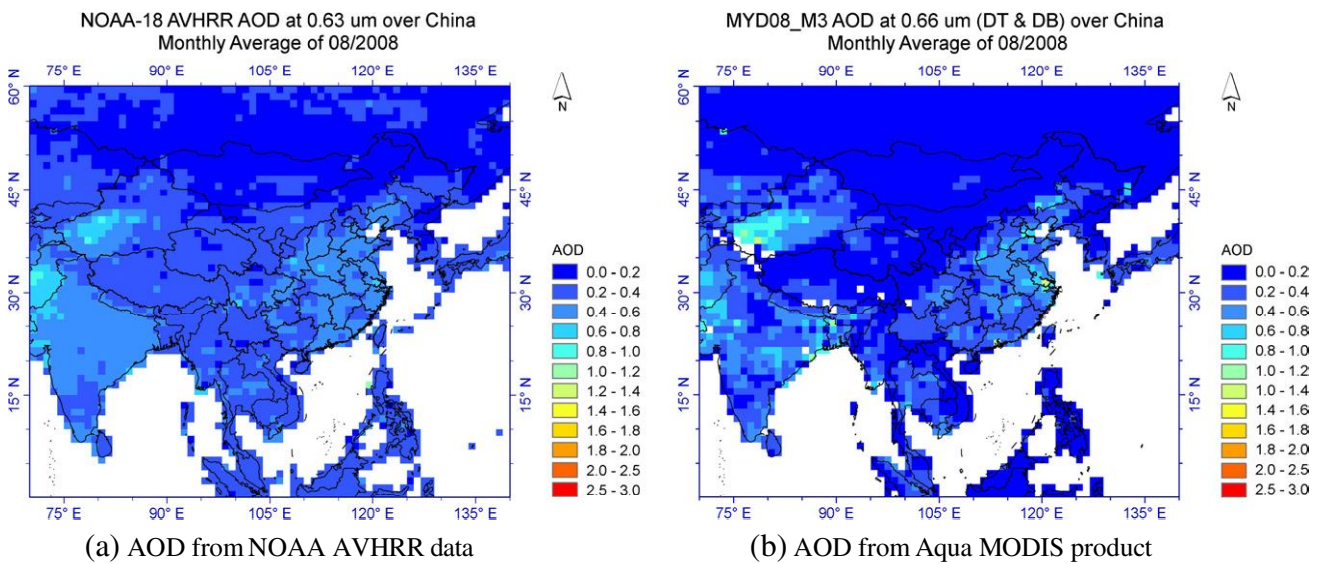 NOAA-18 AVHRR AOD at 0.63 um over China
Monthly Average of 08/2008
75° E 90° E 105° E 120° E 135° E
60° N
45° N
30° N
15° N
75° E 90° E 105° E 120° E 135° E
60° N
45° N
30° N
15° N
N
AOD
0.0 - 0.2
0.2 - 0.4
0.4 - 0.6
0.6 - 0.8
0.8 - 1.0
1.0 - 1.2
1.2 - 1.4
1.4 - 1.6
1.6 - 1.8
1.8 - 2.0
2.0 - 2.5
2.5 - 3.0
(a) AOD from NOAA AVHRR data
MYD08_M3 AOD at 0.66 um (DT & DB) over China
Monthly Average of 08/2008
75° E 90° E 105° E 120° E 135° E
60° N
45° N
30° N
15° N
75° E 90° E 105° E 120° E 135° E
60° N
45° N
30° N
15° N
N
AOD
0.0 - 0.2
0.2 - 0.4
0.4 - 0.6
0.6 - 0.8
0.8 - 1.0
1.0 - 1.2
1.0 - 1.4
1.4 - 1.6
1.6 - 1.8
1.8 - 2.0
2.0 - 2.5
2.5 - 3.0
(b) AOD from Aqua MODIS product